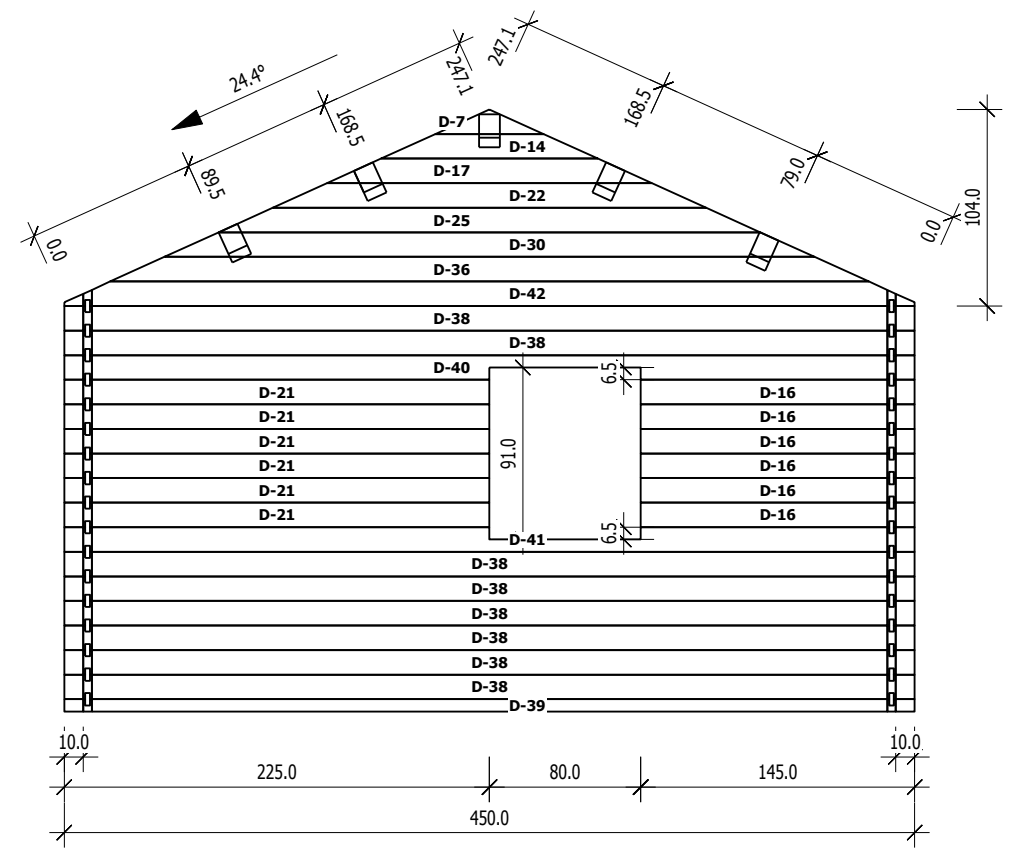 247.1
247.1
24.4°
168.5
168.5
89.5
79.0
0.0
0.0
104.0
D-7
D-14
D-17
D-22
D-25
D-30
D-36
D-42
D-38
D-38
D-40
6.5
D-21
D-16
D-21
D-16
D-21
D-16
91.0
D-21
D-16
D-21
D-16
D-21
D-16
6.5
D-41
D-38
D-38
D-38
D-38
D-38
D-38
D-39
10.0
10.0
225.0
80.0
145.0
450.0